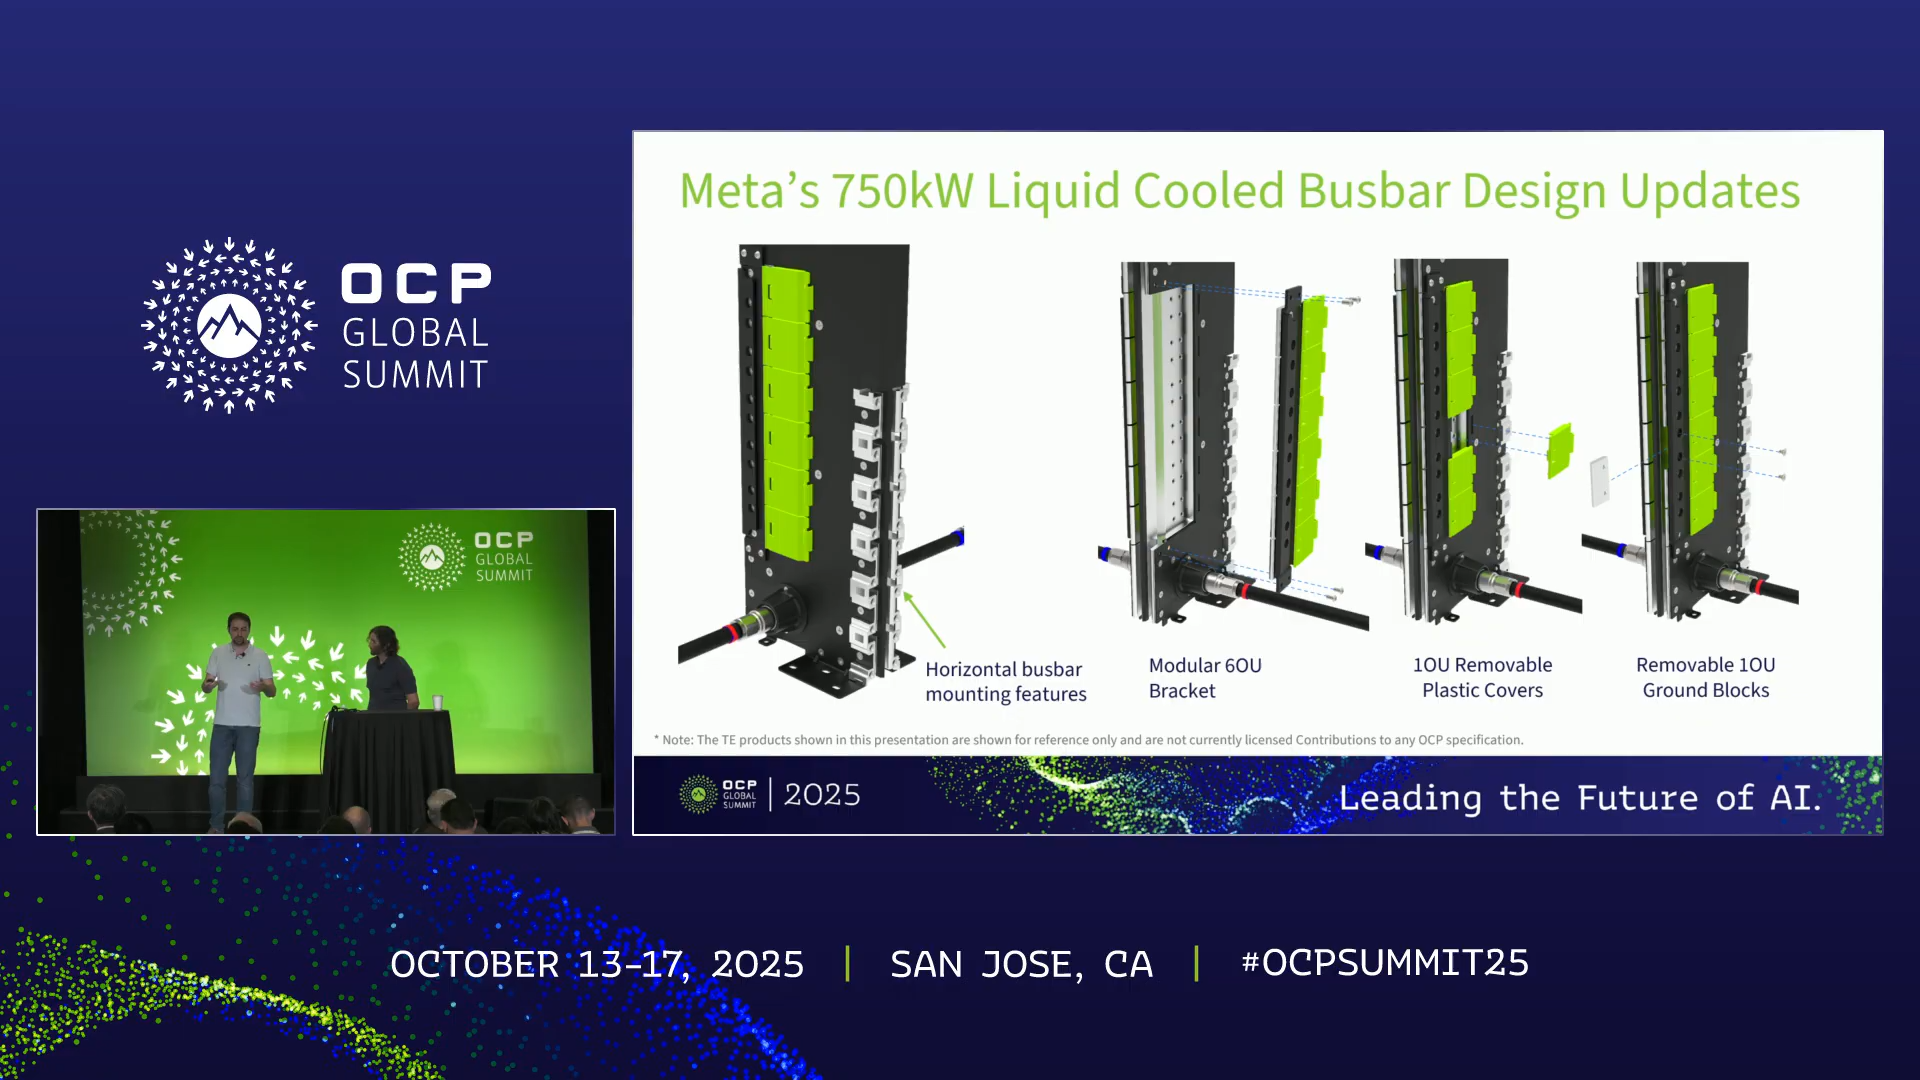 OCP
GLOBAL
SUMMIT
OCP
GLOBAL
SUMMIT
Meta’s 750kW Liquid Cooled Busbar Design Updates
Horizontal busbar
mounting features
Modular 6OU
Bracket
1OU Removable
Plastic Covers
Removable 1OU
Ground Blocks
* Note: The TE products shown in this presentation are shown for reference only and are not currently licensed Contributions to any OCP specification.
OCP
GLOBAL
SUMMIT
2025
Leading the Future of AI.
OCTOBER 13-17, 2025 | SAN JOSE, CA | #OCPSUMMIT25